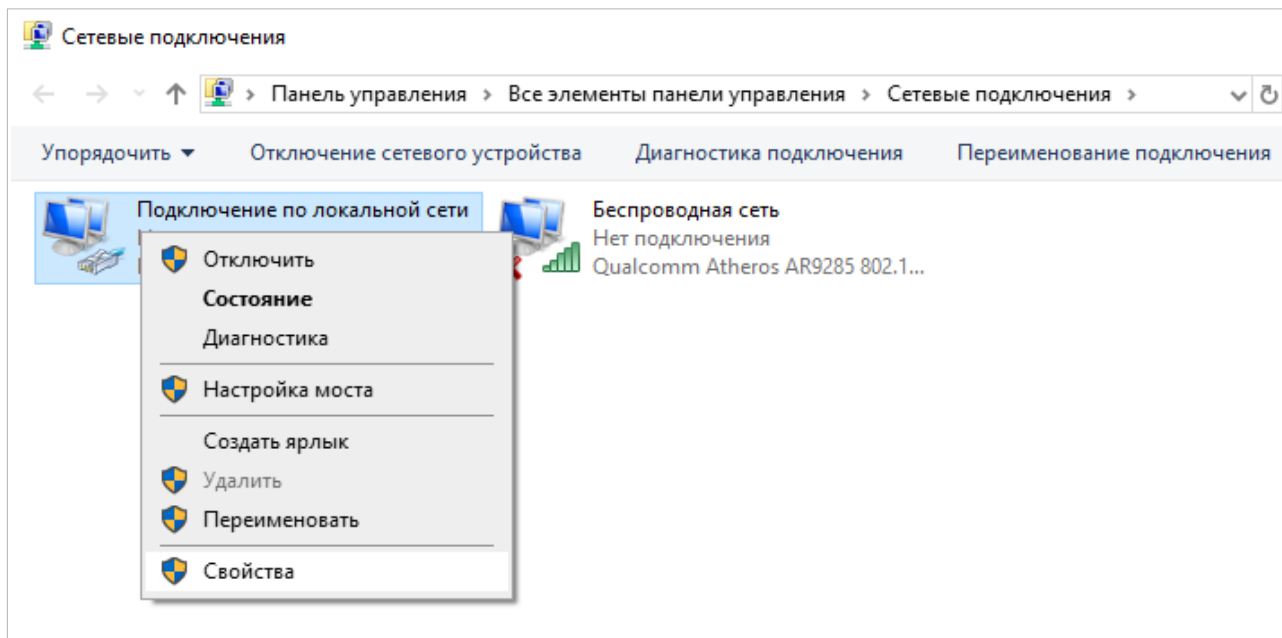 Сетевые подключения
Панель управления > Все элементы панели управления > Сетевые подключения >
Упорядочить Отключение сетевого устройства Диагностика подключения Переименование подключения
Подключение по локальной сети
Беспроводная сеть
Нет подключения
Qualcomm Atheros AR9285 802.1...
Отключить
Состояние
Диагностика
Настройка моста
Создать ярлык
Удалить
Переименовать
Свойства